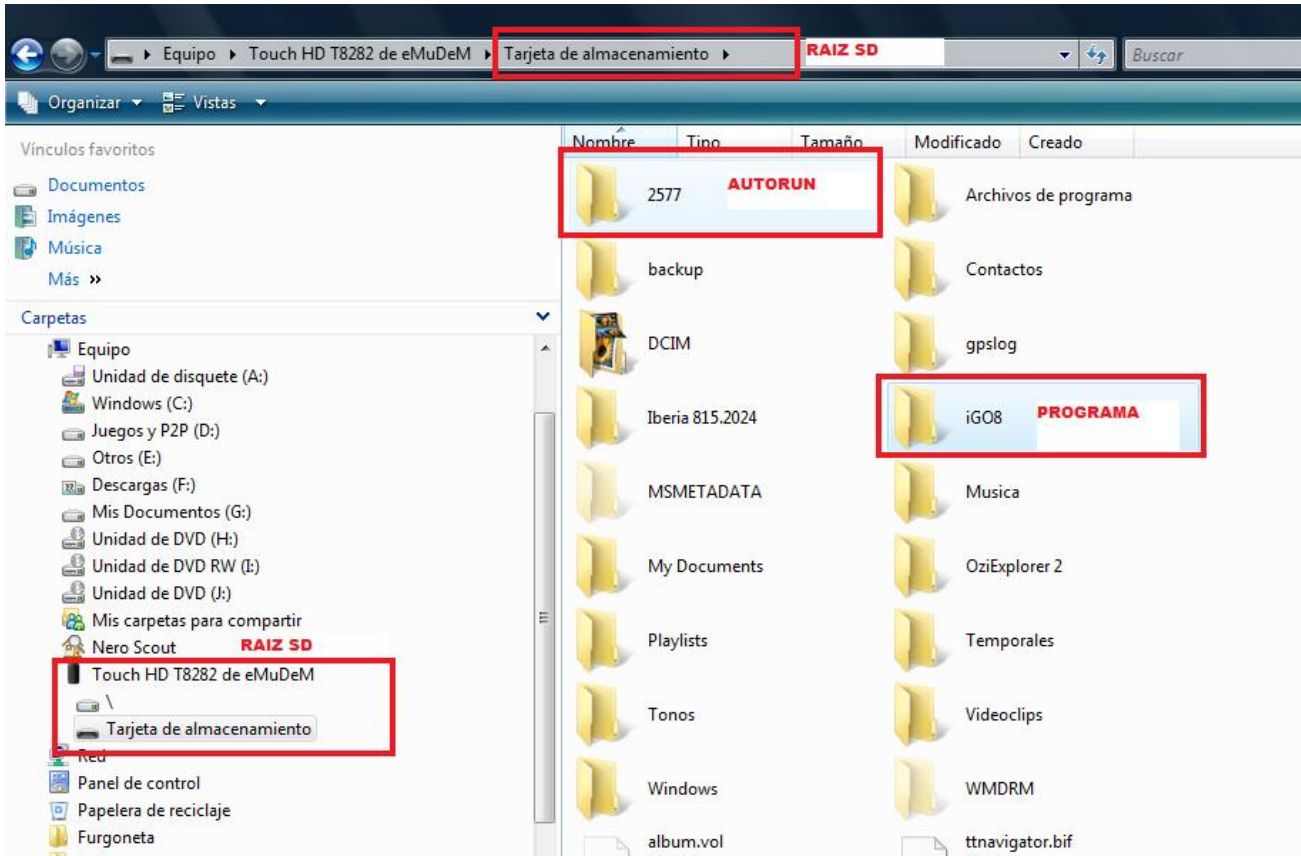 Equipo ▸ Touch HD T8282 de eMuDeM ▸ Tarjeta de almacenamiento ▸ RAIZ SD Buscar
Organizar Vistas
Vínculos favoritos
Documentos
Imágenes
Música
Más »
Carpetas
Equipo
Unidad de disquete (A:)
Windows (C:)
Juegos y P2P (D:)
Otros (E:)
Descargas (F:)
Mis Documentos (G:)
Unidad de DVD (H:)
Unidad de DVD RW (I:)
Unidad de DVD (J:)
Mis carpetas para compartir
Nero Scout RAIZ SD
Touch HD T8282 de eMuDeM
\
Tarjeta de almacenamiento
Red
Panel de control
Papelera de reciclaje
Furgoneta
Nombre Tipo Tamaño Modificado Creado
2577 AUTORUN Archivos de programa
backup Contactos
DCIM gpslog
Iberia 815.2024 iGO8 PROGRAMA
MSMETADATA Musica
My Documents OziExplorer 2
Playlists Temporales
Tonos Videoclips
Windows WMDRM
album.vol ttnavigator.bif